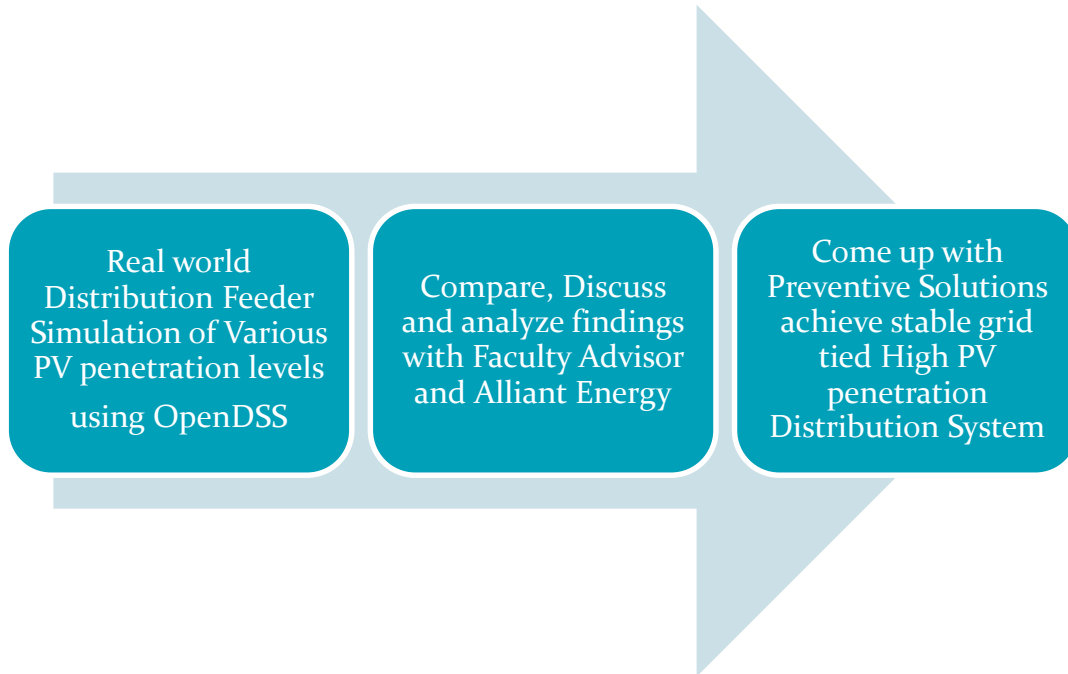 Real world
Distribution Feeder
Simulation of Various
PV penetration levels
using OpenDSS
Compare, Discuss
and analyze findings
with Faculty Advisor
and Alliant Energy
Come up with
Preventive Solutions
achieve stable grid
tied High PV
penetration
Distribution System